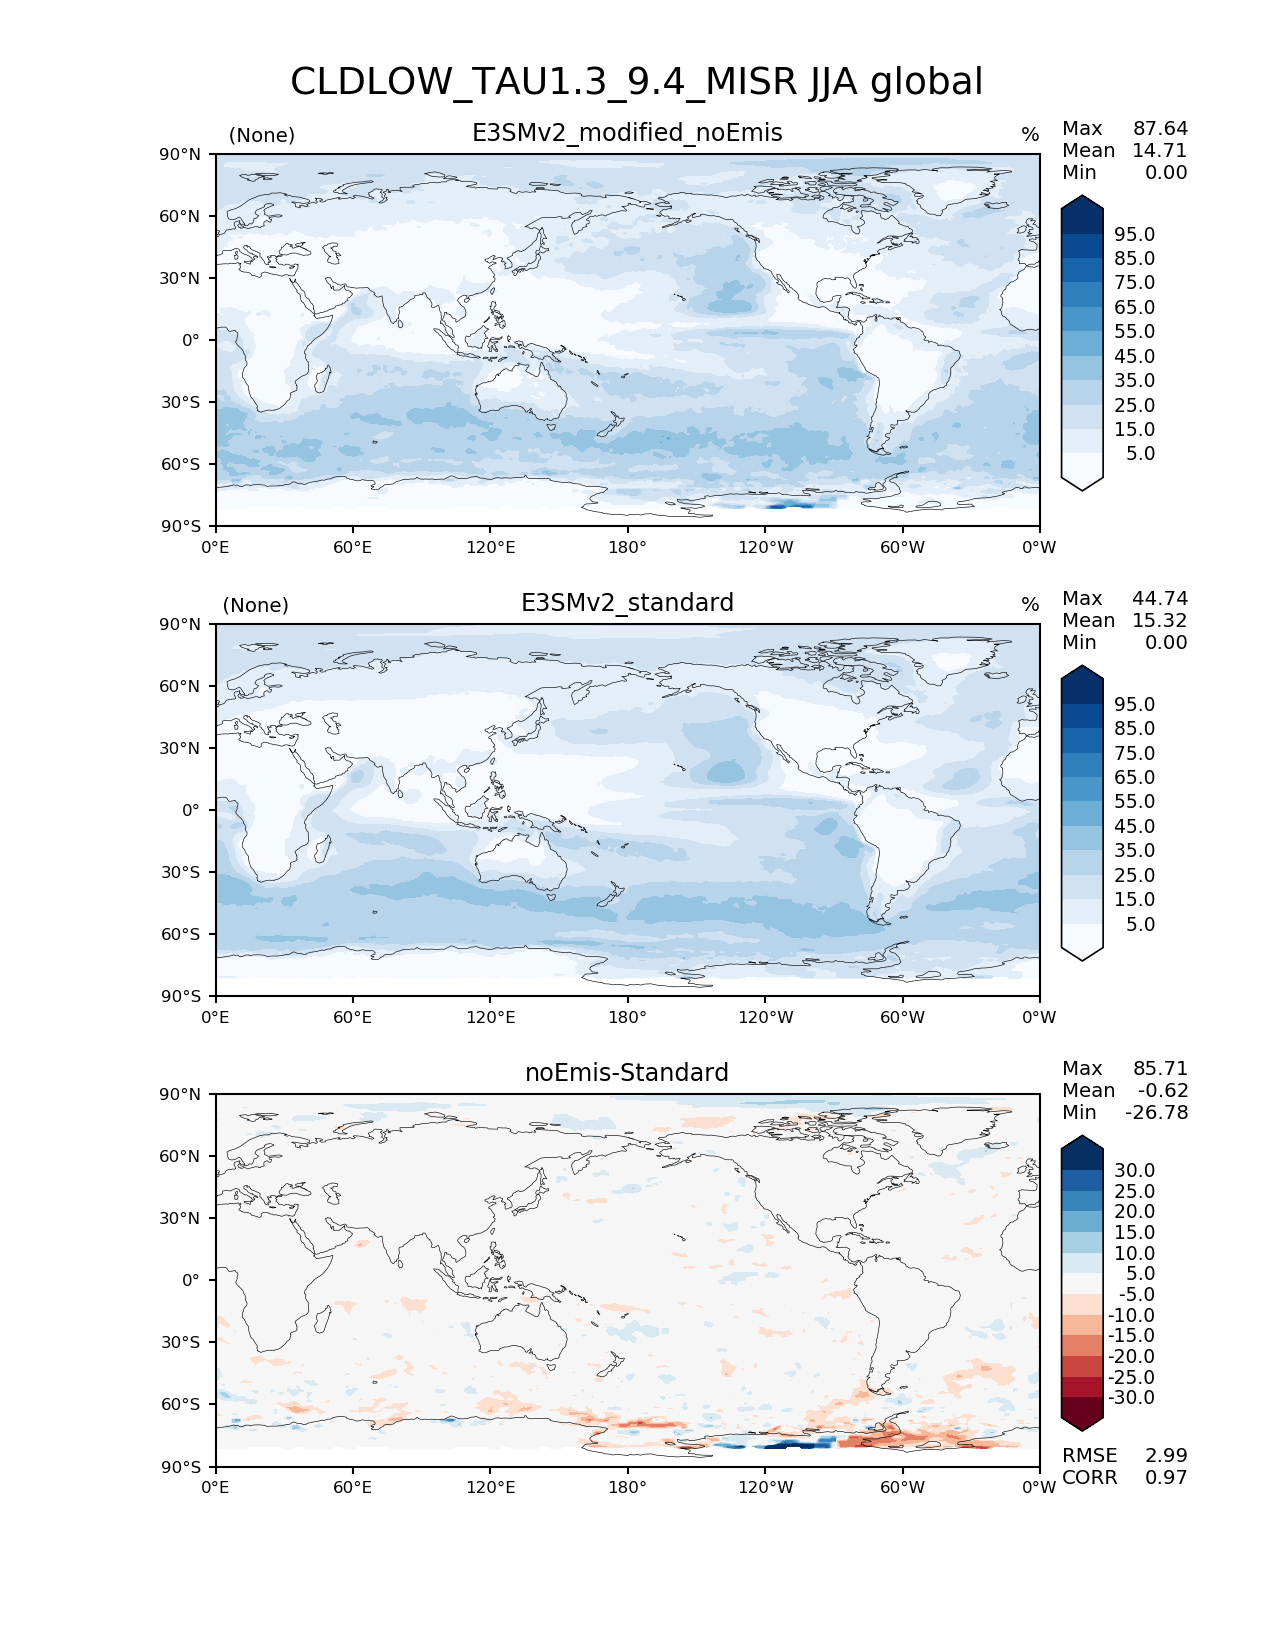 CLDLOW_TAU1.3_9.4_MISR JJA global
(None) E3SMv2_modified_noEmis %
Max 87.64
Mean 14.71
Min 0.00
90°N
60°N
30°N
0°
30°S
60°S
90°S
0°E 60°E 120°E 180° 120°W 60°W 0°W
95.0
85.0
75.0
65.0
55.0
45.0
35.0
25.0
15.0
5.0
(None) E3SMv2_standard %
Max 44.74
Mean 15.32
Min 0.00
90°N
60°N
30°N
0°
30°S
60°S
90°S
0°E 60°E 120°E 180° 120°W 60°W 0°W
95.0
85.0
75.0
65.0
55.0
45.0
35.0
25.0
15.0
5.0
noEmis-Standard
Max 85.71
Mean -0.62
Min -26.78
90°N
60°N
30°N
0°
30°S
60°S
90°S
0°E 60°E 120°E 180° 120°W 60°W 0°W
30.0
25.0
20.0
15.0
10.0
5.0
-5.0
-10.0
-15.0
-20.0
-25.0
-30.0
RMSE 2.99
CORR 0.97